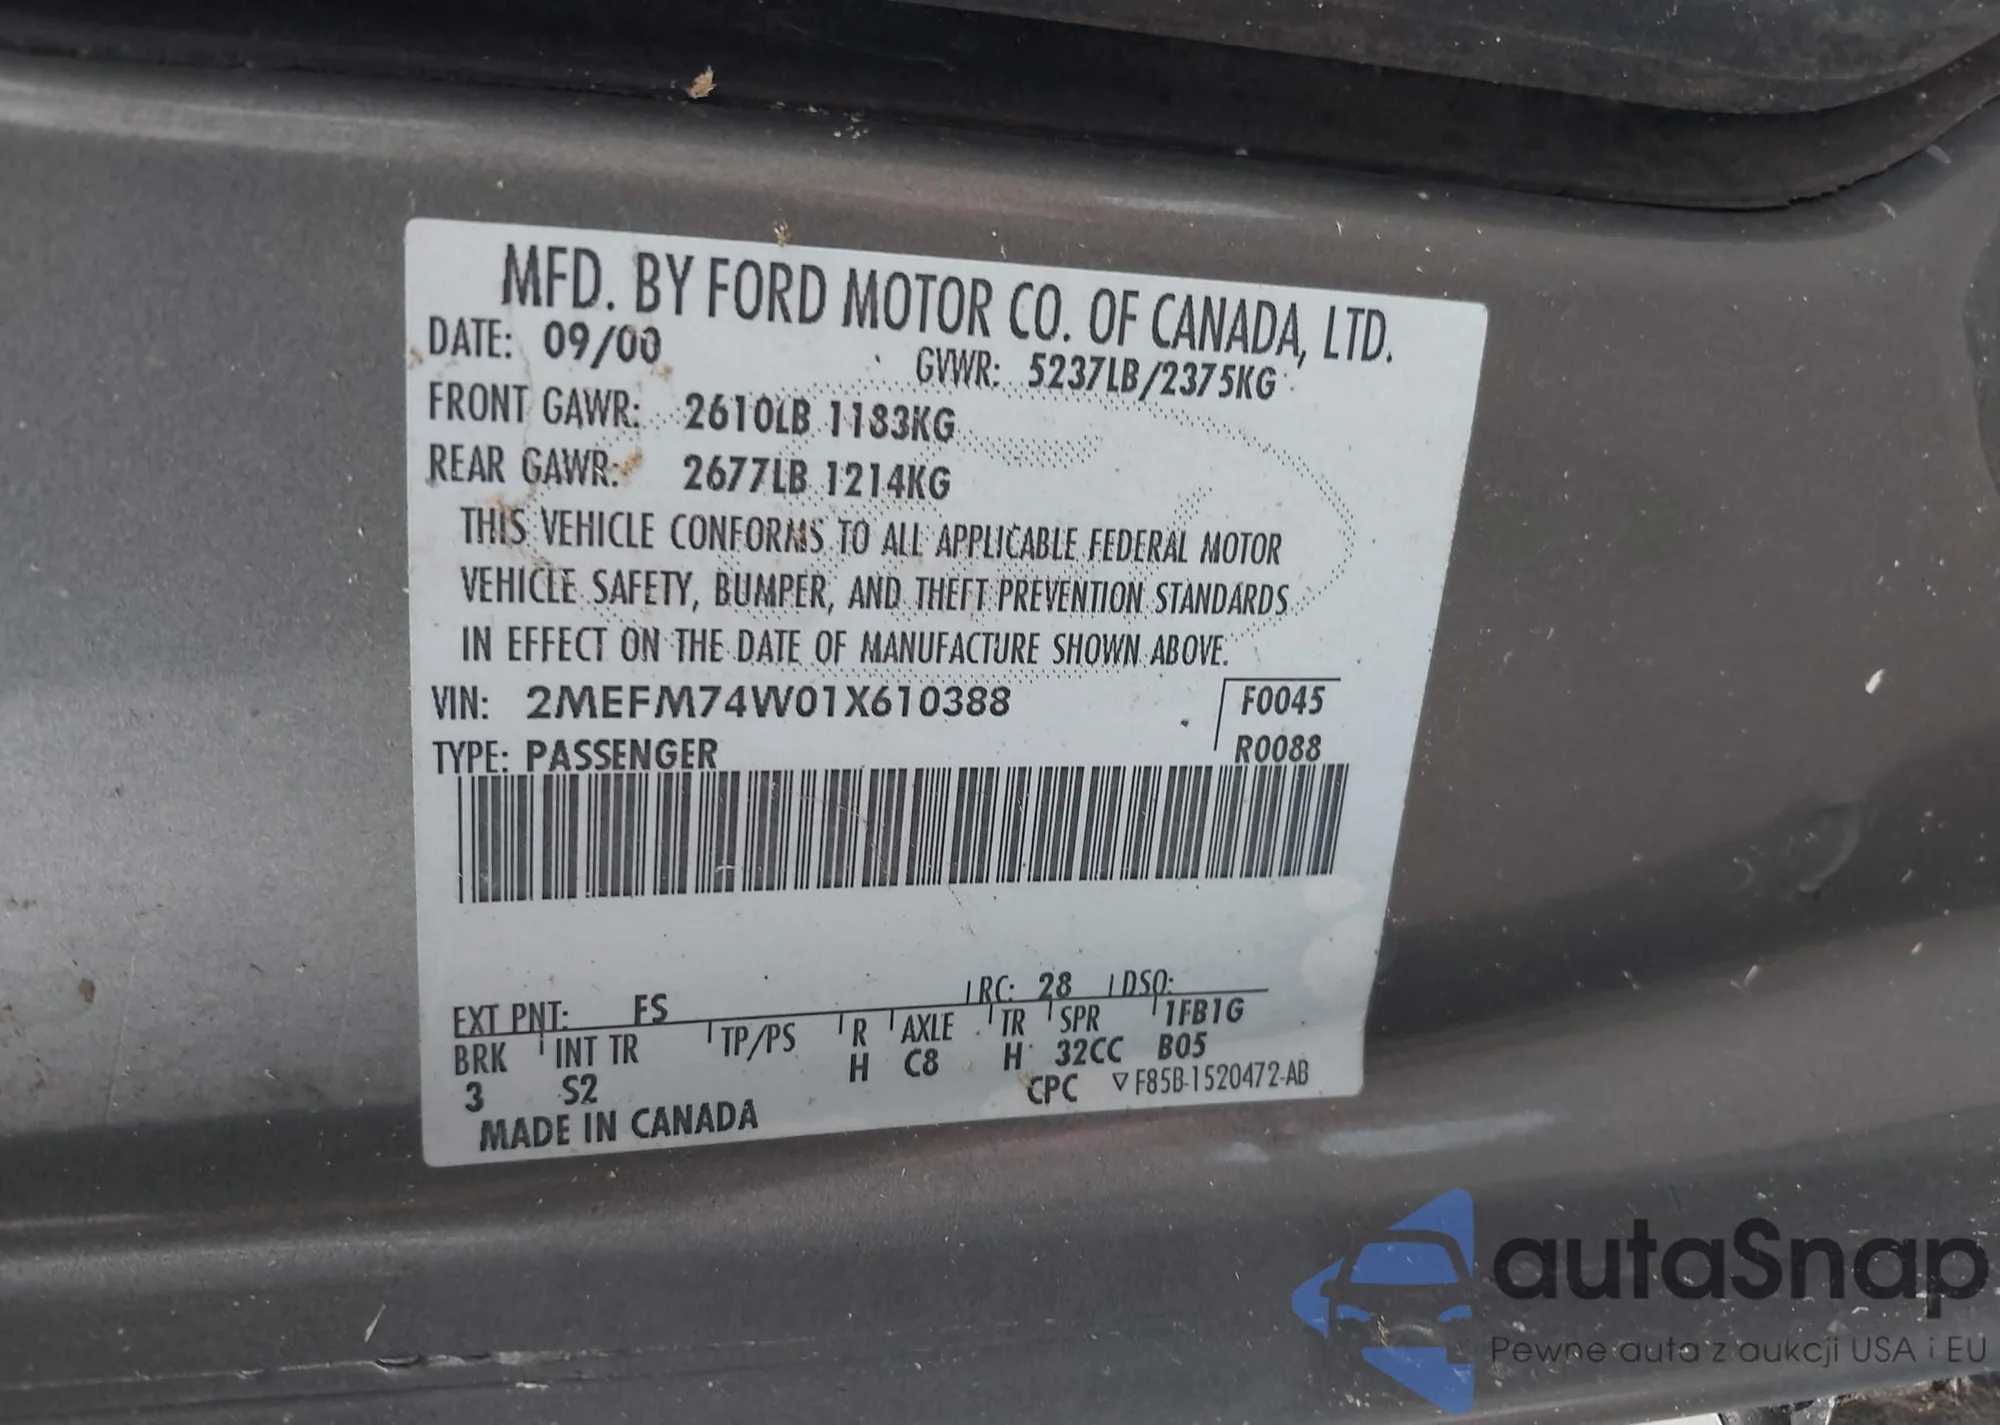 MFD. BY FORD MOTOR CO. OF CANADA, LTD.
DATE: 09/00
GVWR: 5237LB/2375KG
FRONT GAWR: 2610LB 1183KG
REAR GAWR: 2677LB 1214KG
THIS VEHICLE CONFORMS TO ALL APPLICABLE FEDERAL MOTOR
VEHICLE SAFETY, BUMPER, AND THEFT PREVENTION STANDARDS
IN EFFECT ON THE DATE OF MANUFACTURE SHOWN ABOVE.
VIN: 2MEFM74W01X610388
F0045
TYPE: PASSENGER
R0088
EXT PNT: FS RC: 28 DSO:
BRK INT TR TP/PS R AXLE TR SPR 1FB1G
3 S2 H C8 H 32CC B05
MADE IN CANADA
CPC ▽ F85B-1520472-AB
autaSnap
Pewne auta z aukcji USA i EU